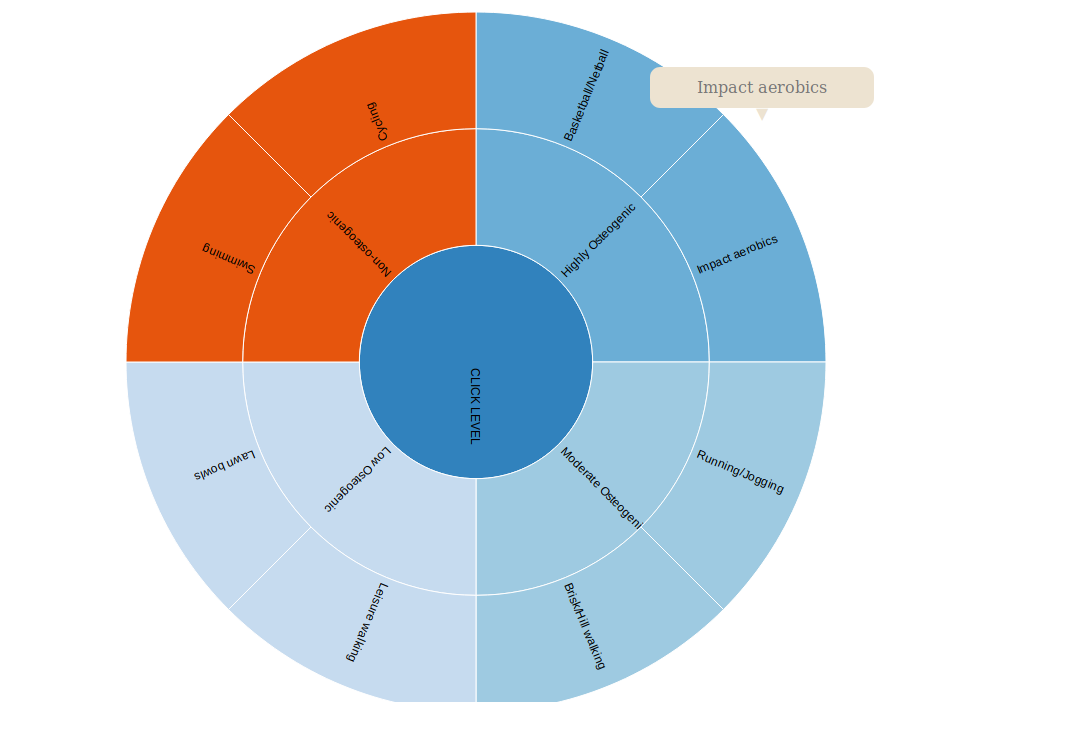 Impact aerobics
Basketball/Netball
Cycling
Highly Osteogenic
Non-osteogenic
Impact aerobics
Swimming
CLICK LEVEL
Low Osteogenic
Moderate Osteogeni
Lawn bowls
Running/Jogging
Leisure walking
Brisk/Hill walking